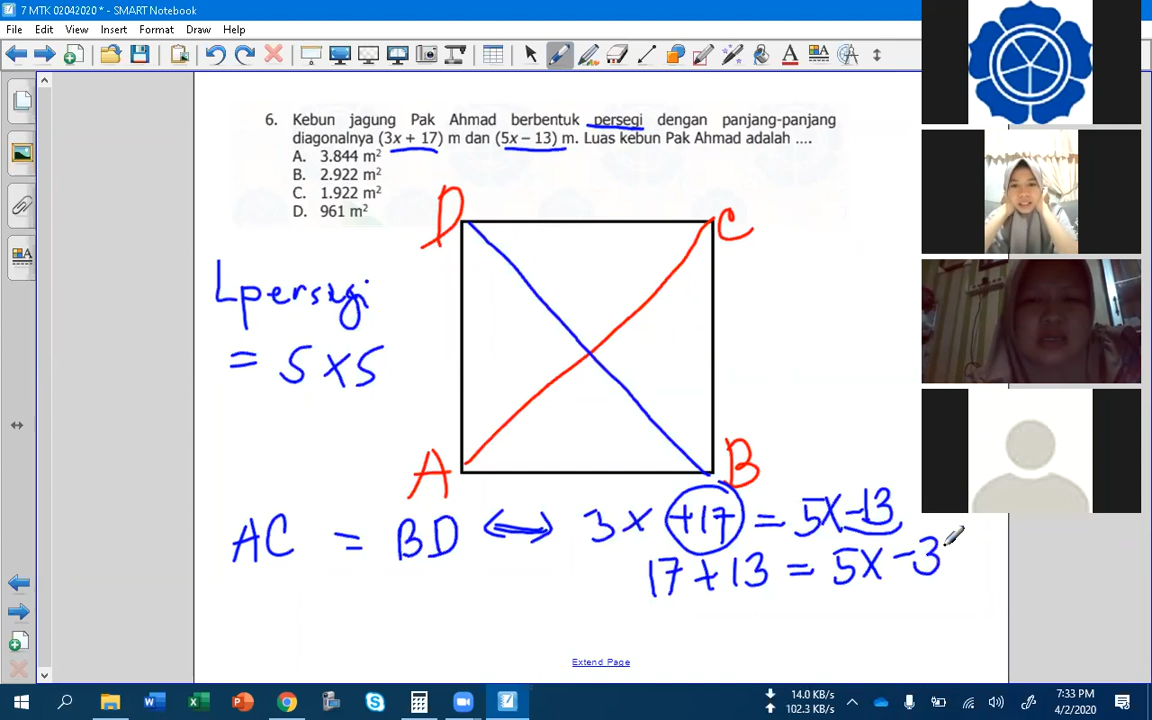 7 MTK 02042020 * - SMART Notebook
File Edit View Insert Format Draw Help
6. Kebun jagung Pak Ahmad berbentuk persegi dengan panjang-panjang
diagonalnya (3x + 17) m dan (5x – 13) m. Luas kebun Pak Ahmad adalah ....
A. 3.844 m²
B. 2.922 m²
C. 1.922 m²
D. 961 m²
D C
Lpersegi
= S X S
A B
AC = BD ⟺ 3x +17 = 5x-13
17 + 13 = 5x - 3
Extend Page
14.0 KB/s
102.3 KB/s
7:33 PM
4/2/2020